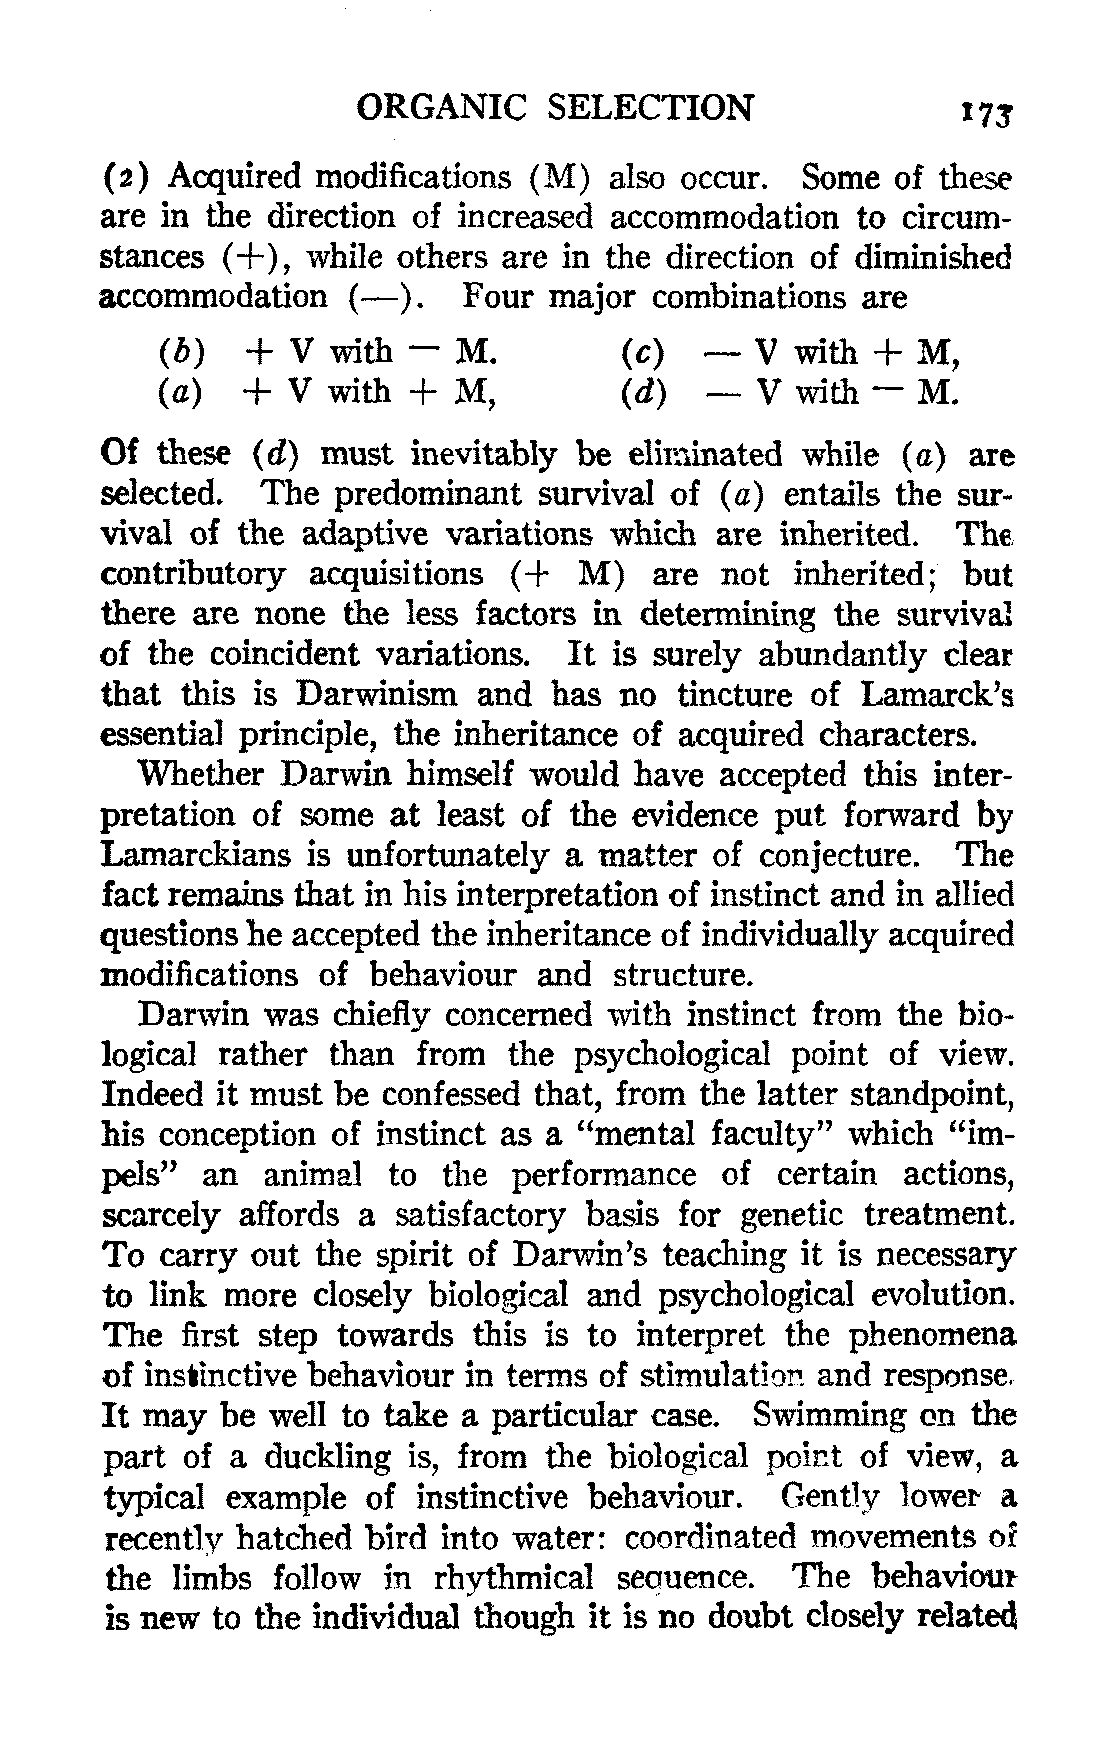 ORGANIC SELECTION 173
(2) Acquired modifications (M) also occur. Some of these
are in the direction of increased accommodation to circum-
stances (+), while others are in the direction of diminished
accommodation (—). Four major combinations are
(b) + V with — M. (c) — V with + M,
(a) + V with + M, (d) — V with — M.
Of these (d) must inevitably be eliminated while (a) are
selected. The predominant survival of (a) entails the sur-
vival of the adaptive variations which are inherited. The
contributory acquisitions (+ M) are not inherited; but
there are none the less factors in determining the survival
of the coincident variations. It is surely abundantly clear
that this is Darwinism and has no tincture of Lamarck's
essential principle, the inheritance of acquired characters.
Whether Darwin himself would have accepted this inter-
pretation of some at least of the evidence put forward by
Lamarckians is unfortunately a matter of conjecture. The
fact remains that in his interpretation of instinct and in allied
questions he accepted the inheritance of individually acquired
modifications of behaviour and structure.
Darwin was chiefly concerned with instinct from the bio-
logical rather than from the psychological point of view.
Indeed it must be confessed that, from the latter standpoint,
his conception of instinct as a “mental faculty” which “im-
pels” an animal to the performance of certain actions,
scarcely affords a satisfactory basis for genetic treatment.
To carry out the spirit of Darwin's teaching it is necessary
to link more closely biological and psychological evolution.
The first step towards this is to interpret the phenomena
of instinctive behaviour in terms of stimulation and response.
It may be well to take a particular case. Swimming on the
part of a duckling is, from the biological point of view, a
typical example of instinctive behaviour. Gently lower a
recently hatched bird into water: coordinated movements of
the limbs follow in rhythmical sequence. The behaviour
is new to the individual though it is no doubt closely related